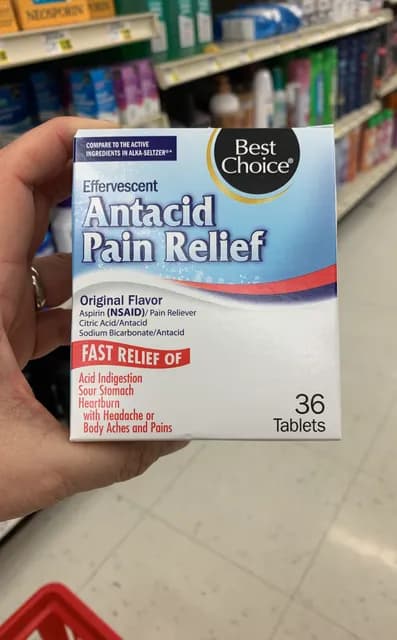 NEOSPORIN
COMPARE TO THE ACTIVE
INGREDIENTS IN ALKA-SELTZER®*
Best
Choice®
Effervescent
Antacid
Pain Relief
Original Flavor
Aspirin (NSAID)/ Pain Reliever
Citric Acid/Antacid
Sodium Bicarbonate/Antacid
FAST RELIEF OF
Acid Indigestion
Sour Stomach
Heartburn
with Headache or
Body Aches and Pains
36
Tablets